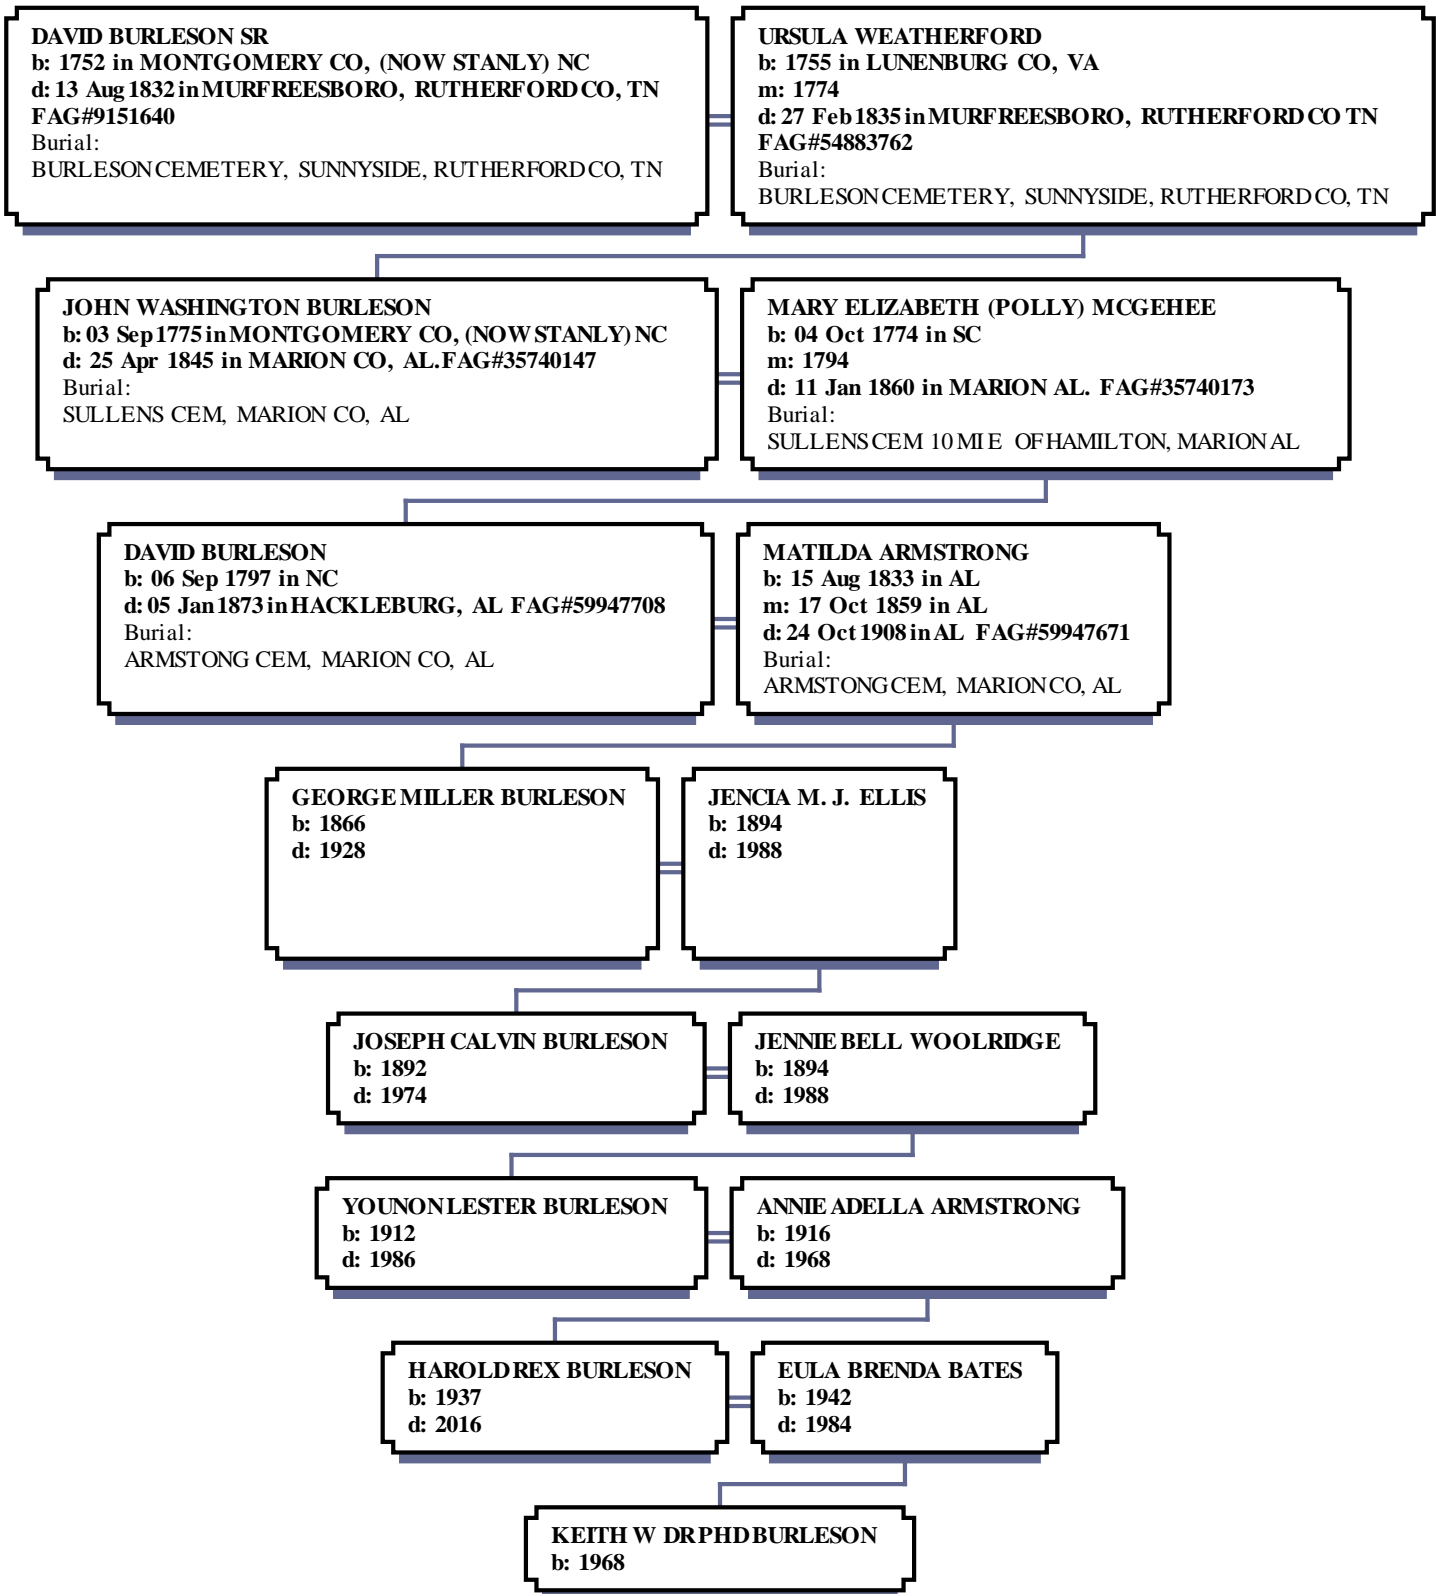 DAVID BURLESON SR
b: 1752 in MONTGOMERY CO, (NOW STANLY) NC
d: 13 Aug 1832 in MURFREESBORO, RUTHERFORD CO, TN
FAG#9151640
Burial:
BURLESON CEMETERY, SUNNYSIDE, RUTHERFORD CO, TN
URSULA WEATHERFORD
b: 1755 in LUNENBURG CO, VA
m: 1774
d: 27 Feb 1835 in MURFREESBORO, RUTHERFORD CO TN
FAG#54883762
Burial:
BURLESON CEMETERY, SUNNYSIDE, RUTHERFORD CO, TN
JOHN WASHINGTON BURLESON
b: 03 Sep 1775 in MONTGOMERY CO, (NOW STANLY) NC
d: 25 Apr 1845 in MARION CO, AL. FAG#35740147
Burial:
SULLENS CEM, MARION CO, AL
MARY ELIZABETH (POLLY) MCGEHEE
b: 04 Oct 1774 in SC
m: 1794
d: 11 Jan 1860 in MARION AL. FAG#35740173
Burial:
SULLENS CEM 10 MI E OF HAMILTON, MARION AL
DAVID BURLESON
b: 06 Sep 1797 in NC
d: 05 Jan 1873 in HACKLEBURG, AL FAG#59947708
Burial:
ARMSTONG CEM, MARION CO, AL
MATILDA ARMSTRONG
b: 15 Aug 1833 in AL
m: 17 Oct 1859 in AL
d: 24 Oct 1908 in AL FAG#59947671
Burial:
ARMSTONG CEM, MARION CO, AL
GEORGE MILLER BURLESON
b: 1866
d: 1928
JENCIA M. J. ELLIS
b: 1894
d: 1988
JOSEPH CALVIN BURLESON
b: 1892
d: 1974
JENNIE BELL WOOLRIDGE
b: 1894
d: 1988
YOUNON LESTER BURLESON
b: 1912
d: 1986
ANNIE ADELLA ARMSTRONG
b: 1916
d: 1968
HAROLD REX BURLESON
b: 1937
d: 2016
EULA BRENDA BATES
b: 1942
d: 1984
KEITH W DR PHD BURLESON
b: 1968